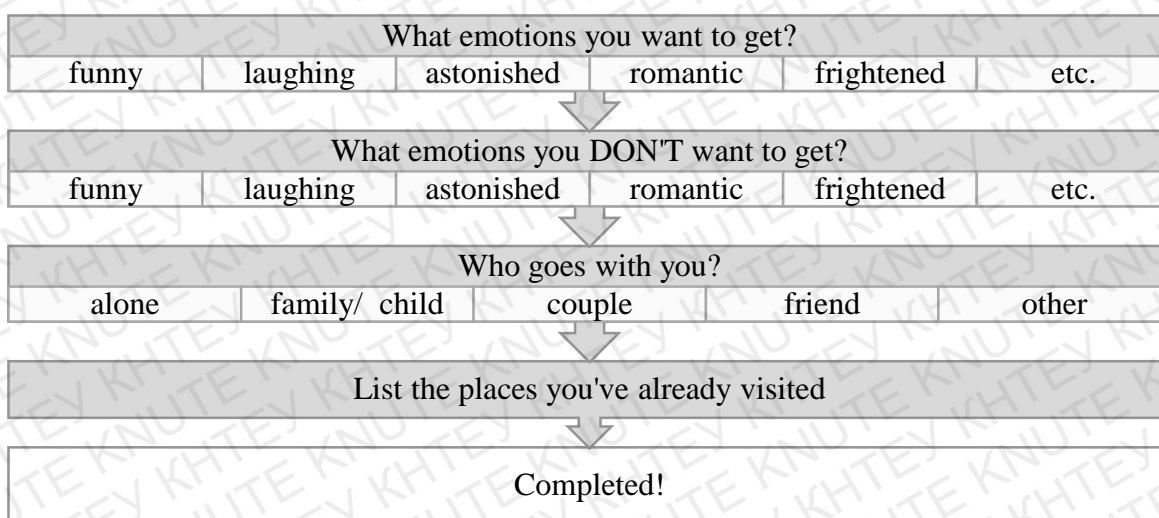 What emotions you want to get?
funny laughing astonished romantic frightened etc.
What emotions you DON'T want to get?
funny laughing astonished romantic frightened etc.
Who goes with you?
alone family/ child couple friend other
List the places you've already visited
Completed!